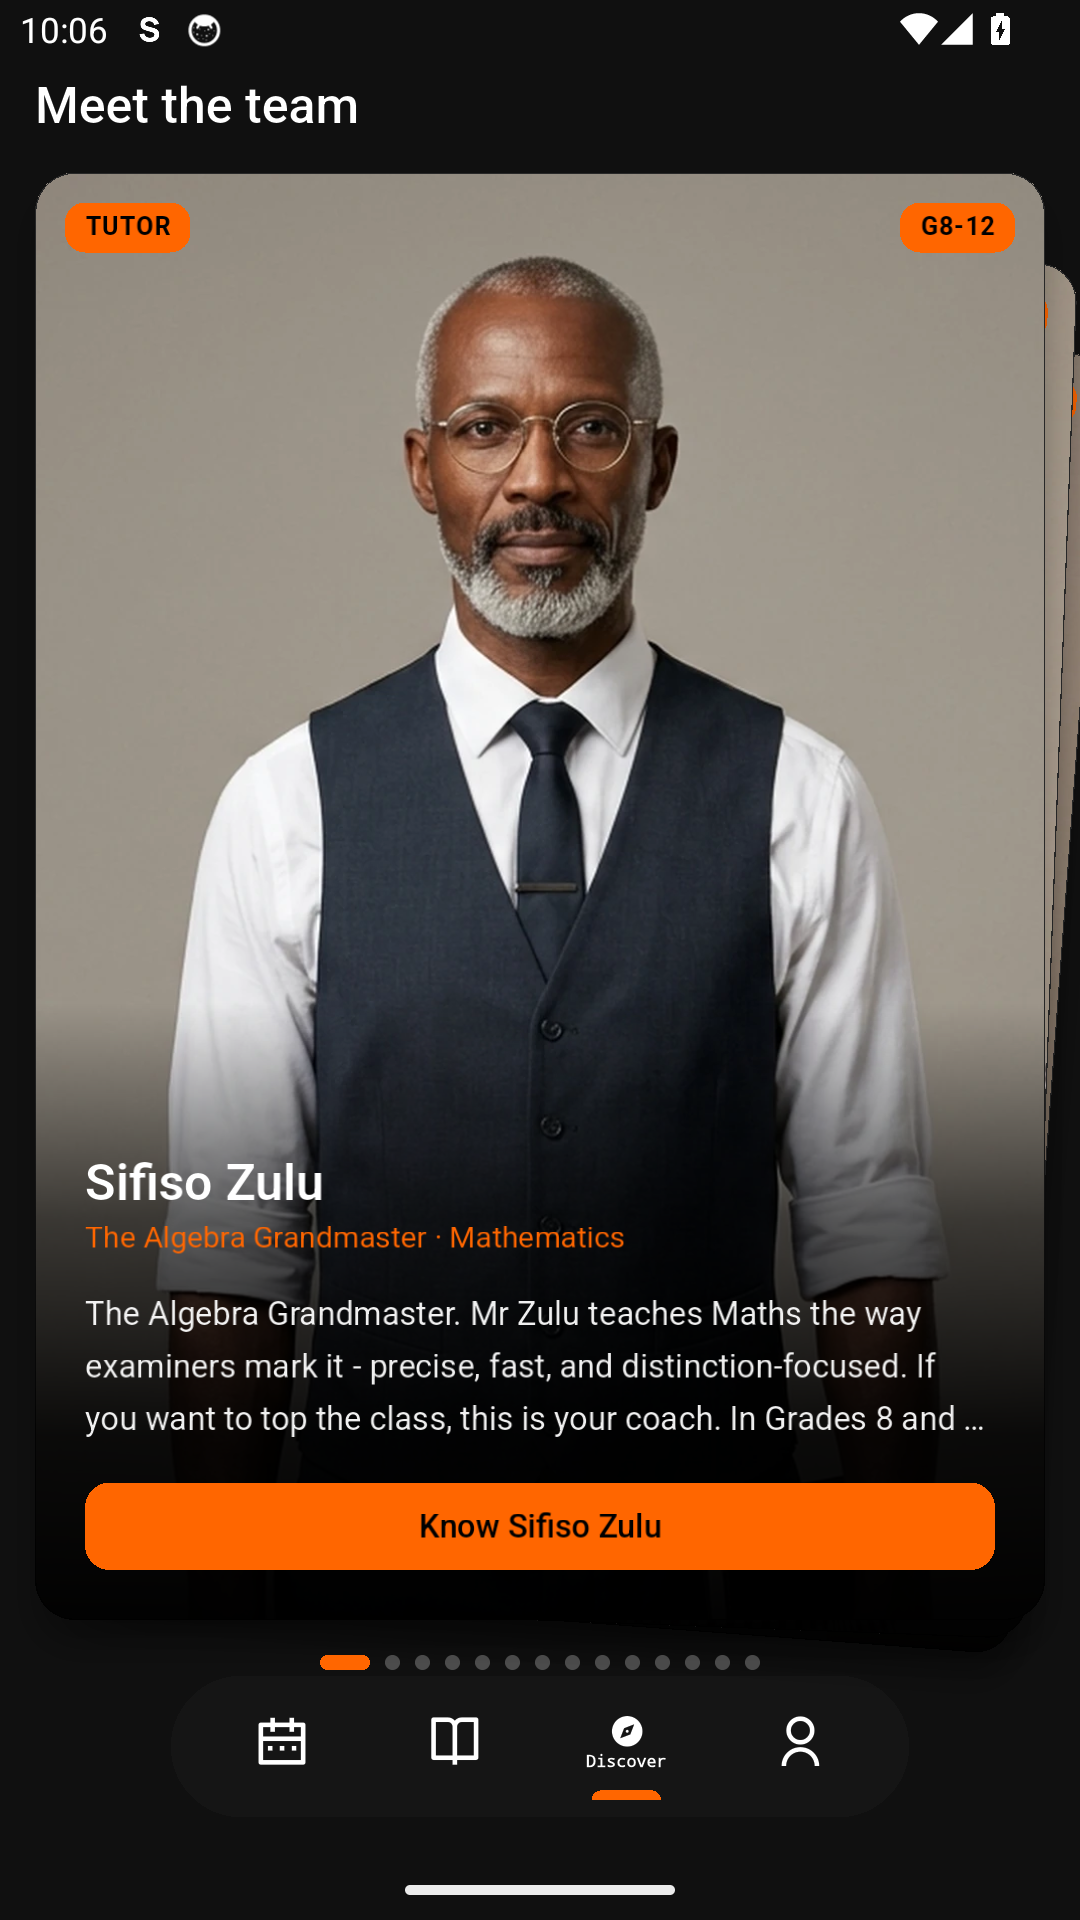 10:06 S
Meet the team
TUTOR
G8-12
Sifiso Zulu
The Algebra Grandmaster · Mathematics
The Algebra Grandmaster. Mr Zulu teaches Maths the way
examiners mark it - precise, fast, and distinction-focused. If
you want to top the class, this is your coach. In Grades 8 and ...
Know Sifiso Zulu
Discover